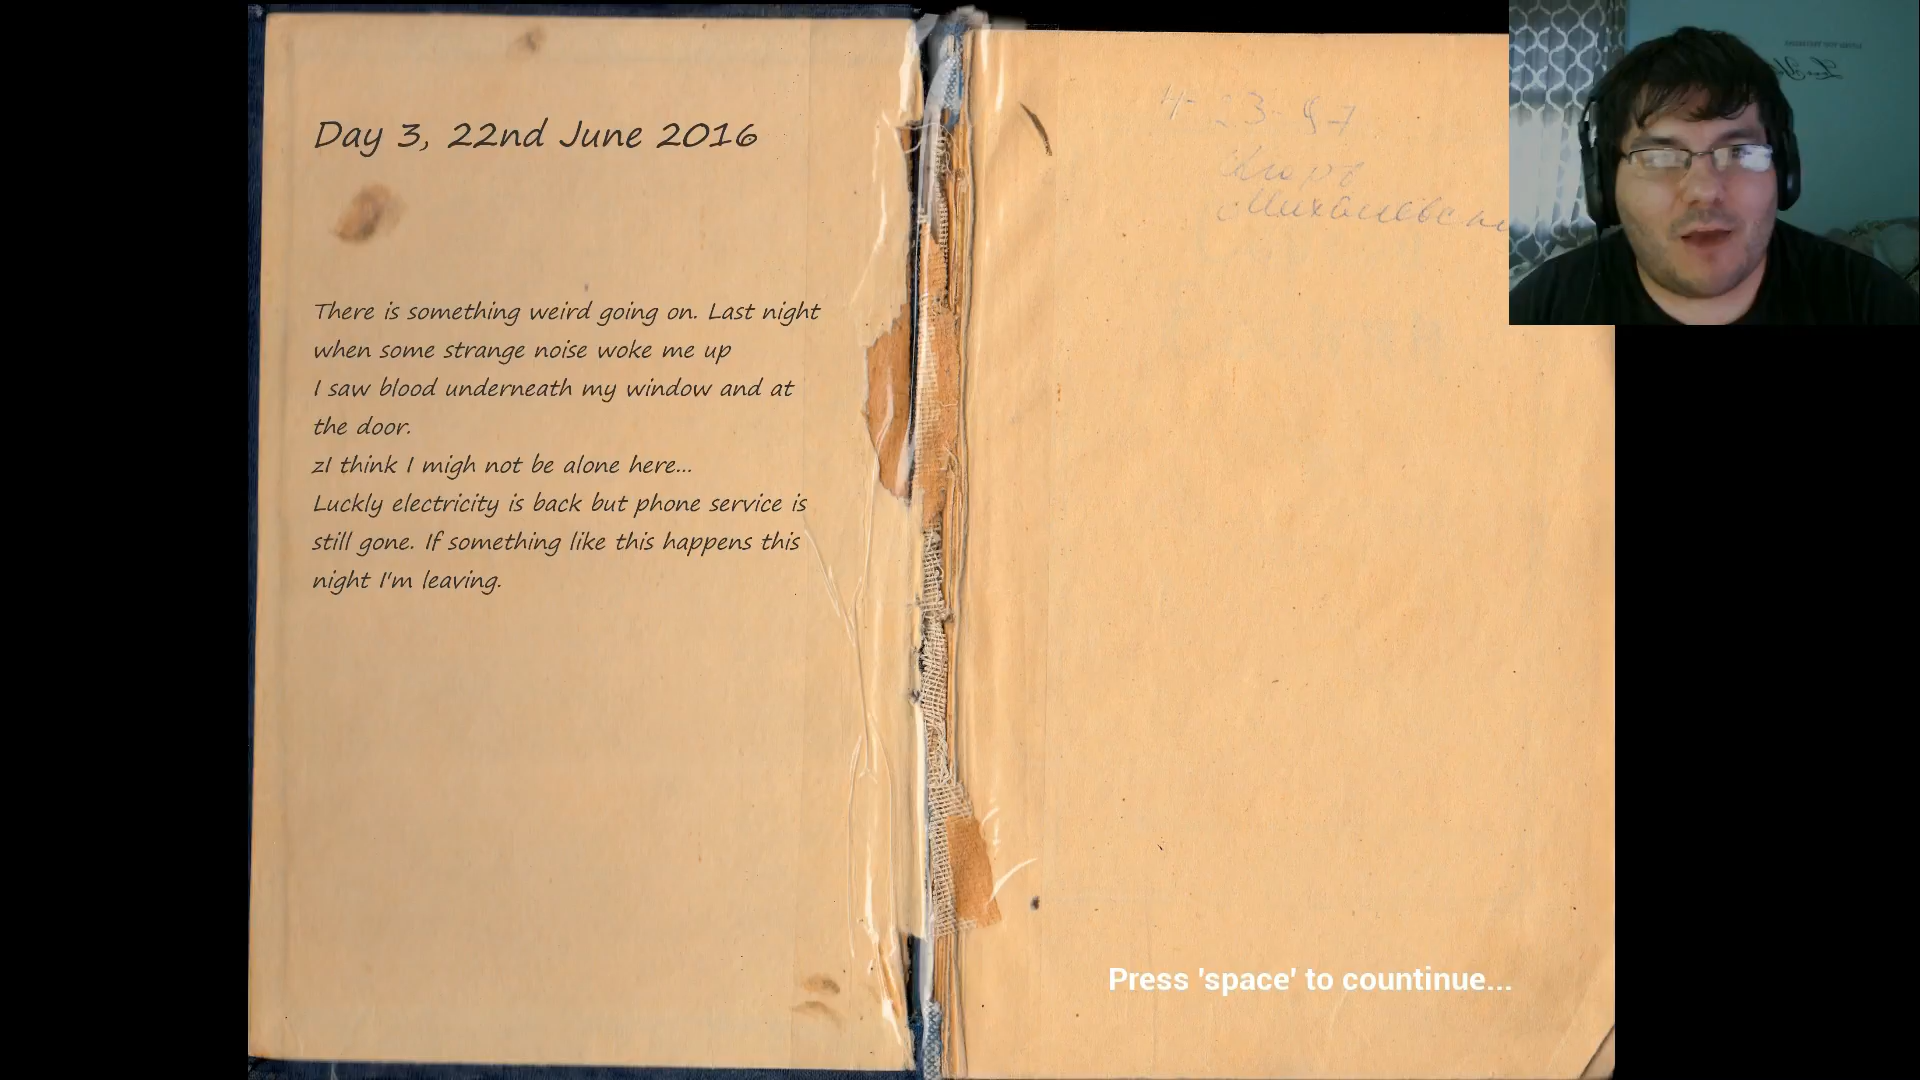 Day 3, 22nd June 2016
There is something weird going on. Last night
when some strange noise woke me up
I saw blood underneath my window and at
the door.
zI think I migh not be alone here...
Luckly electricity is back but phone service is
still gone. If something like this happens this
night I'm leaving.
4-23-97
Press 'space' to countinue...